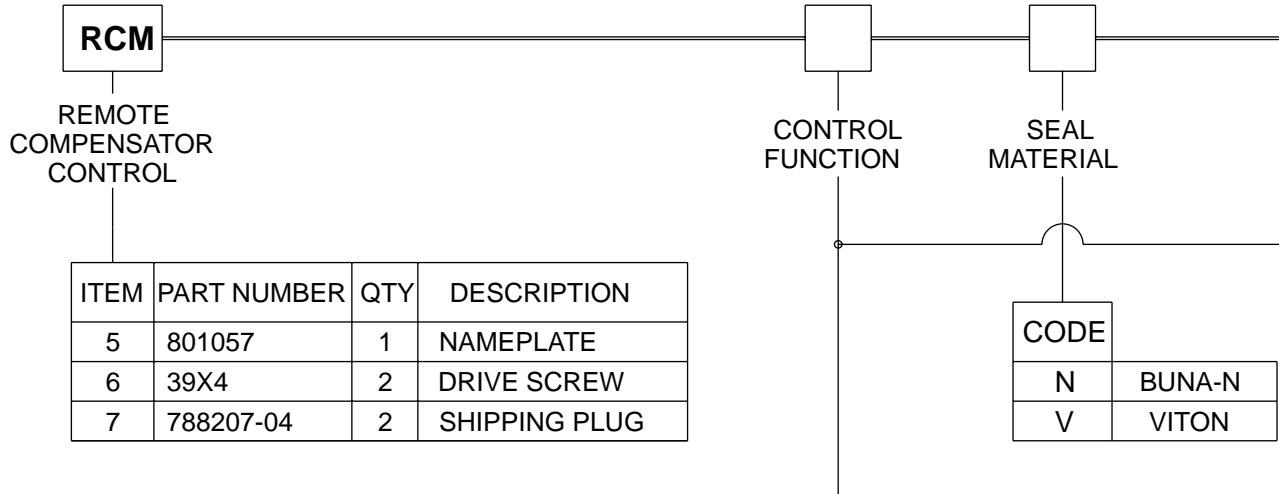 RCM
REMOTE
COMPENSATOR
CONTROL
CONTROL
FUNCTION
SEAL
MATERIAL
ITEM PART NUMBER QTY DESCRIPTION
5 801057 1 NAMEPLATE
6 39X4 2 DRIVE SCREW
7 788207-04 2 SHIPPING PLUG
CODE
N BUNA-N
V VITON